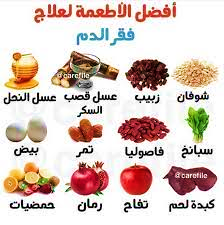 أفضل الأطعمة لعلاج
فقر الدم
@carefile
شوفان
زبيب
عسل قصب
السكر
عسل النحل
سبانخ
فاصوليا
تمر
بيض
@carefile
@carefile
كبدة لحم
تفاح
رمان
حمضيات